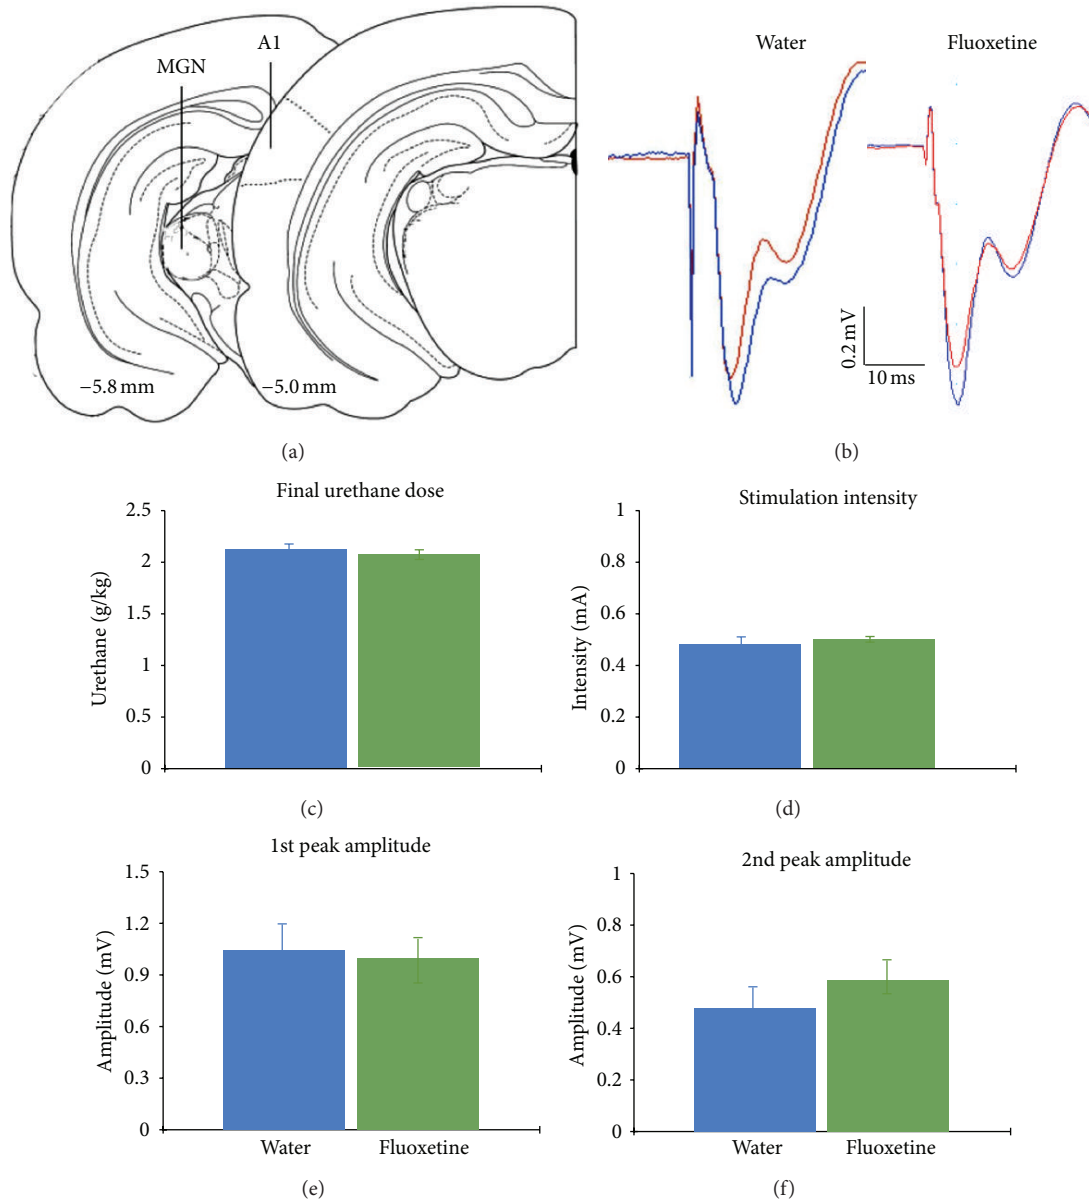 A1
MGN
−5.8 mm
−5.0 mm
(a)
Water
Fluoxetine
0.2 mV
10 ms
(b)
Final urethane dose
Urethane (g/kg)
2.5
2
1.5
1
0.5
0
(c)
Stimulation intensity
Intensity (mA)
1
0.8
0.6
0.4
0.2
0
(d)
1st peak amplitude
Amplitude (mV)
1.5
1.2
0.9
0.6
0.3
0
Water
Fluoxetine
(e)
2nd peak amplitude
Amplitude (mV)
1
0.8
0.6
0.4
0.2
0
Water
Fluoxetine
(f)